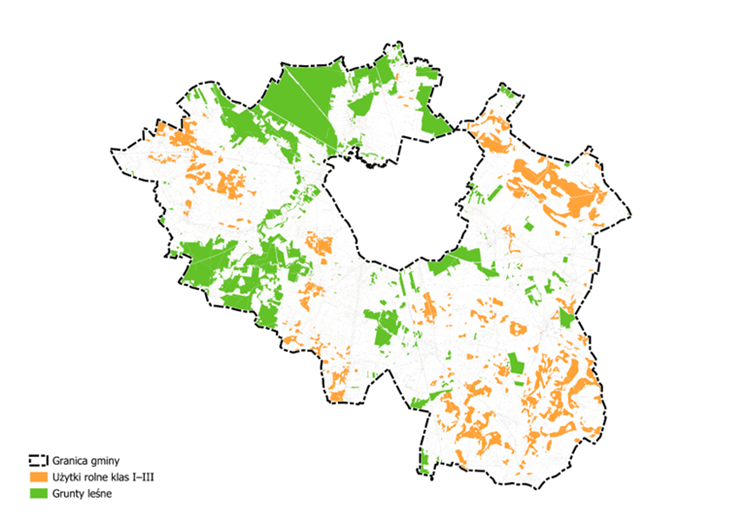 Granica gminy
Użytki rolne klas I–III
Grunty leśne